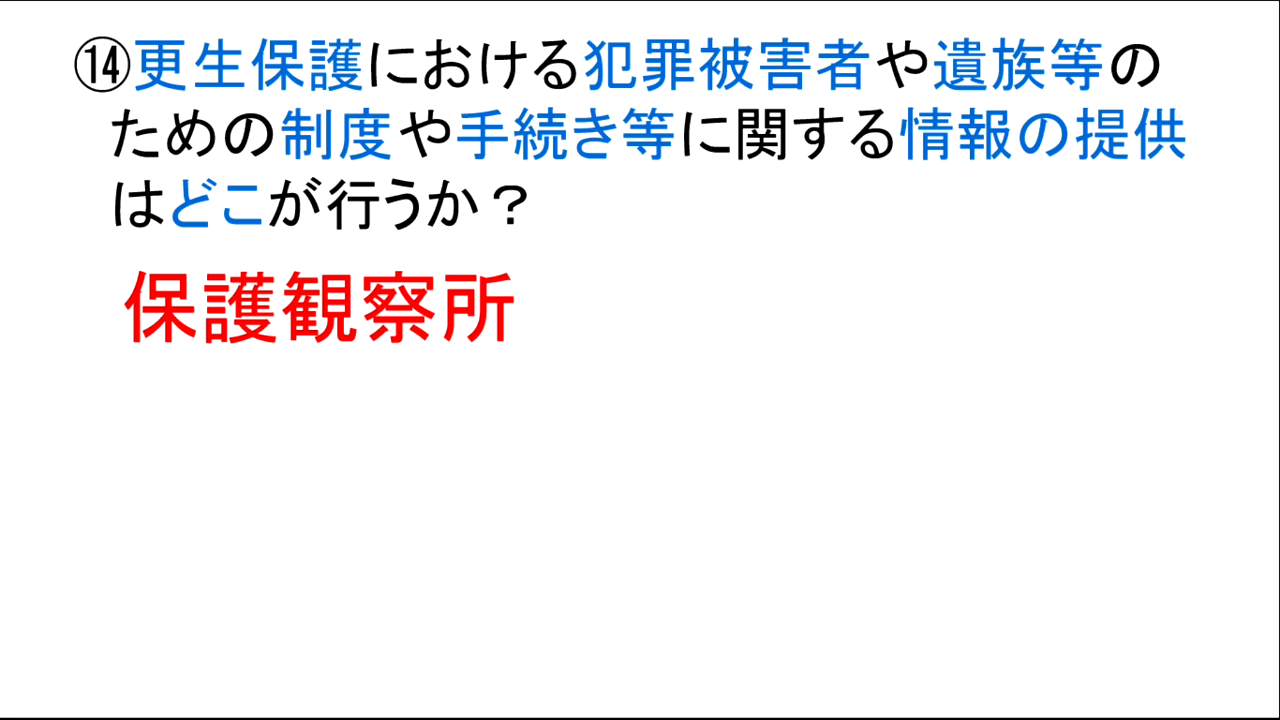 ⑭更生保護における犯罪被害者や遺族等の
ための制度や手続き等に関する情報の提供
はどこが行うか？
保護観察所